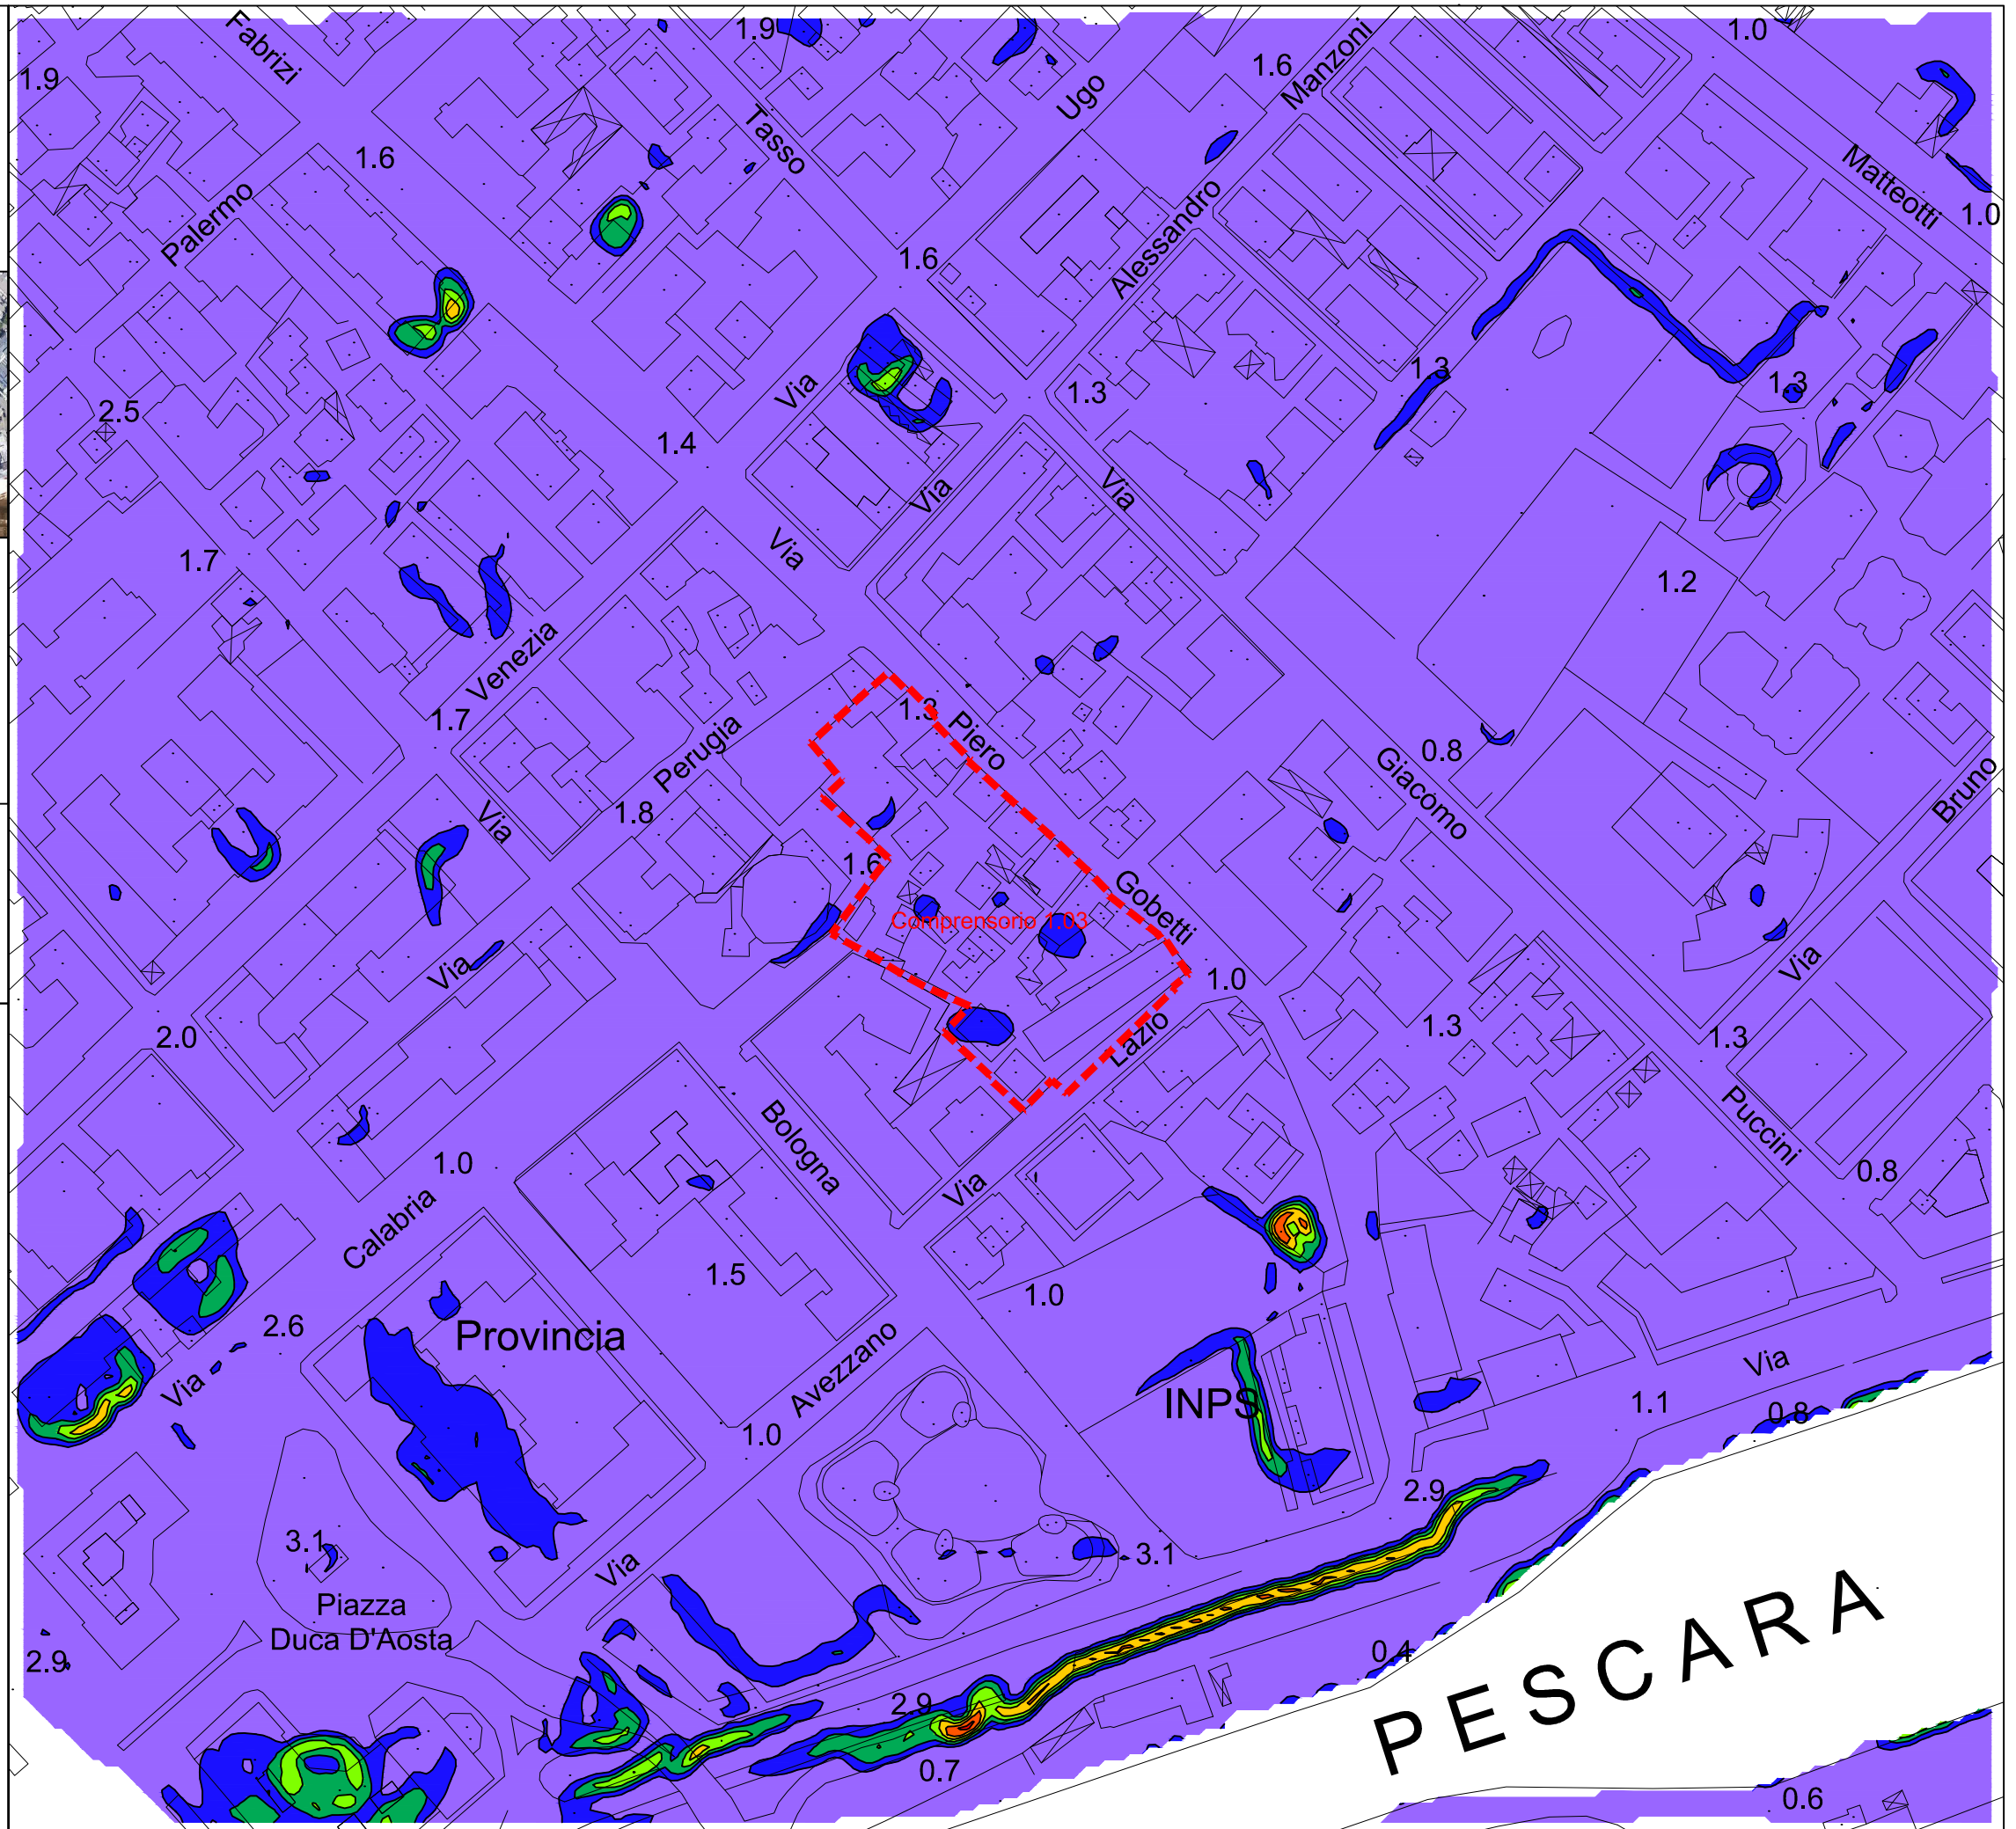 Fabrizi
1.9
1.0
1.9
Ugo
1.6
Manzoni
Tasso
1.6
Matteotti
Palermo
Alessandro
1.0
1.6
2.5
Via
1.3
1.3
1.3
1.4
Via
Via
Via
1.7
1.2
Venezia
1.7
1.3
Piero
Perugia
0.8
Giacomo
Bruno
1.8
Via
1.6
Comprensorio 1.03
Gobetti
Via
Via
1.0
2.0
Lazio
1.3
1.3
Bologna
Puccini
1.0
0.8
Via
Calabria
1.5
1.0
2.6
Provincia
Via
Avezzano
Via
INPS
1.1
0.8
1.0
2.9
3.1
3.1
Via
Piazza
Duca D'Aosta
2.9
0.4
PESCARA
2.9
0.7
0.6